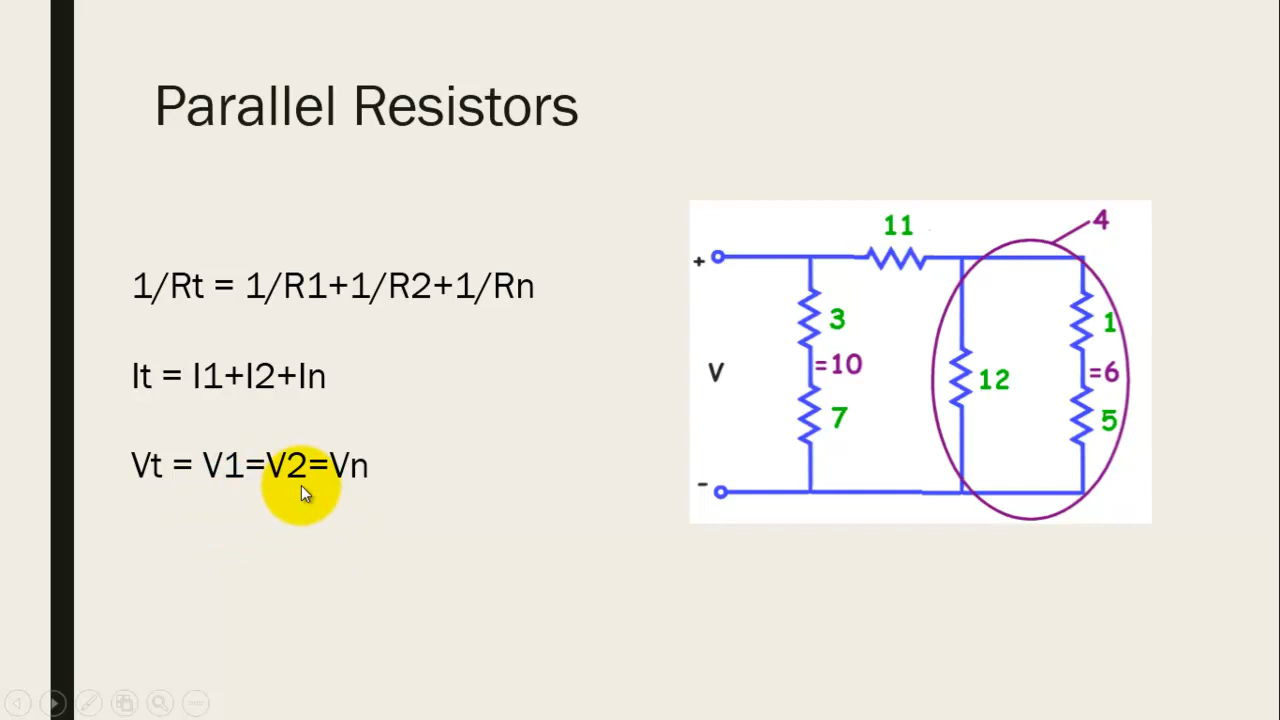 Parallel Resistors
1/Rt = 1/R1+1/R2+1/Rn
It = I1+I2+In
Vt = V1=V2=Vn
11
4
+
3
1
=10
V
12
=6
7
5
-